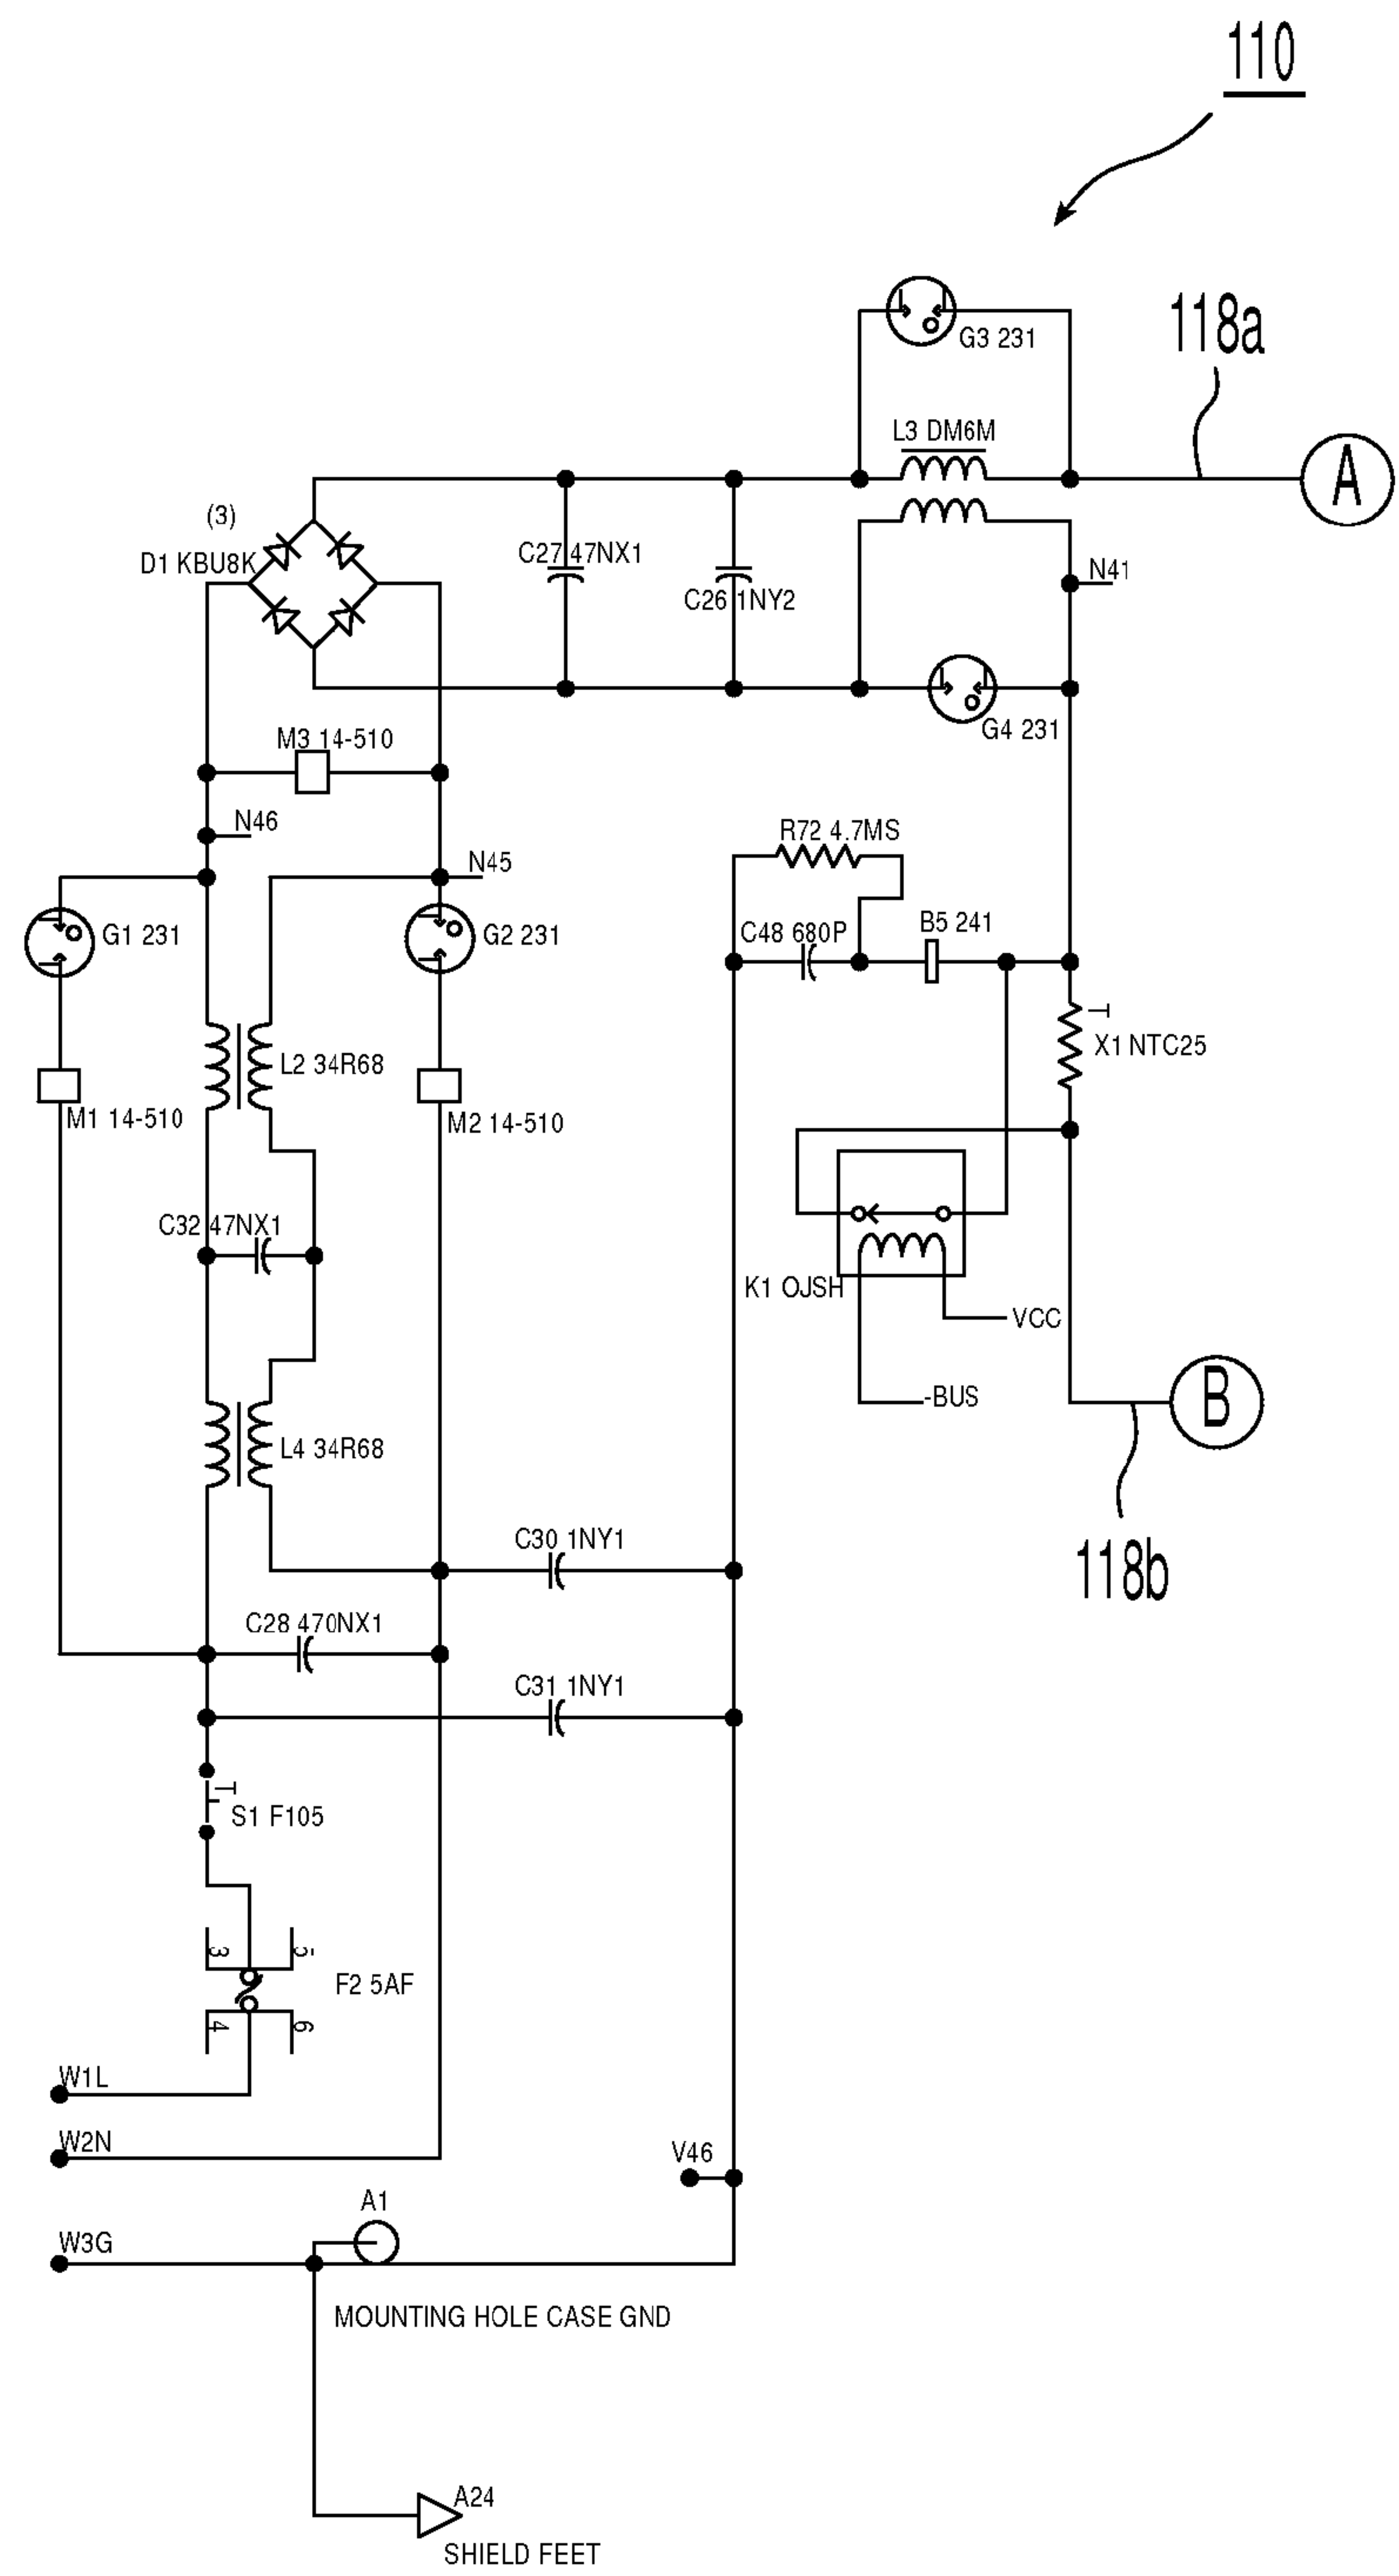 110
118a
G3 231
L3 DM6M
A
(3)
D1 KBU8K
C27 47NX1
C26 1NY2
N41
G4 231
M3 14-510
N46
N45
R72 4.7MS
G1 231
G2 231
C48 680P
B5 241
T
X1 NTC25
L2 34R68
M1 14-510
M2 14-510
C32 47NX1
K1 OJSH
VCC
-BUS
B
L4 34R68
118b
C30 1NY1
C28 470NX1
C31 1NY1
T
S1 F105
3
5
F2 5AF
4
6
W1L
W2N
V46
A1
W3G
MOUNTING HOLE CASE GND
A24
SHIELD FEET